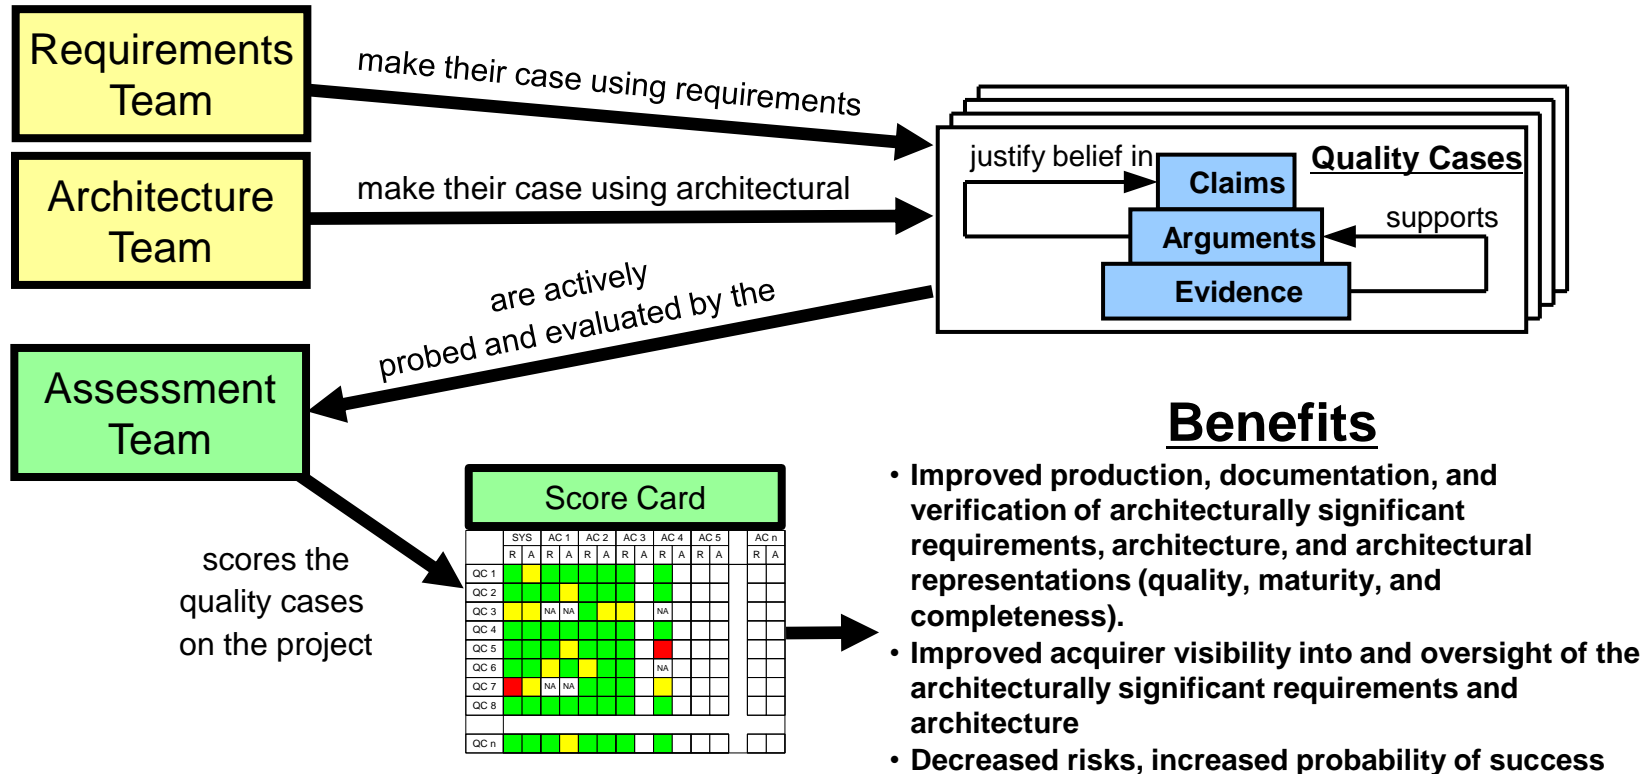 Requirements
Team
make their case using requirements
Architecture
Team
make their case using architectural
justify belief in
Quality Cases
Claims
supports
Arguments
Evidence
are actively
probed and evaluated by the
Assessment
Team
scores the
quality cases
on the project
Score Card
SYS AC 1 AC 2 AC 3 AC 4 AC 5 AC n
R A R A R A R A R A R A R A
QC 1
QC 2
QC 3 NA NA NA
QC 4
QC 5
QC 6 NA
QC 7 NA NA
QC 8
QC n
Benefits
• Improved production, documentation, and
verification of architecturally significant
requirements, architecture, and architectural
representations (quality, maturity, and
completeness).
• Improved acquirer visibility into and oversight of the
architecturally significant requirements and
architecture
• Decreased risks, increased probability of success